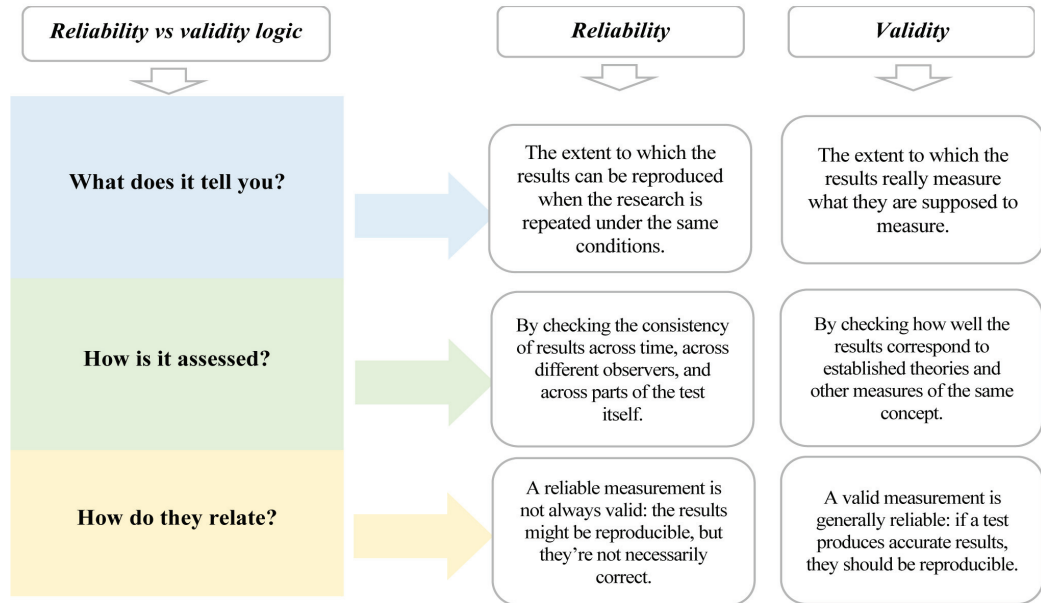 Reliability vs validity logic
Reliability
Validity
What does it tell you?
The extent to which the
results can be reproduced
when the research is
repeated under the same
conditions.
The extent to which the
results really measure
what they are supposed to
measure.
How is it assessed?
By checking the consistency
of results across time, across
different observers, and
across parts of the test
itself.
By checking how well the
results correspond to
established theories and
other measures of the same
concept.
How do they relate?
A reliable measurement is
not always valid: the results
might be reproducible, but
they're not necessarily
correct.
A valid measurement is
generally reliable: if a test
produces accurate results,
they should be reproducible.